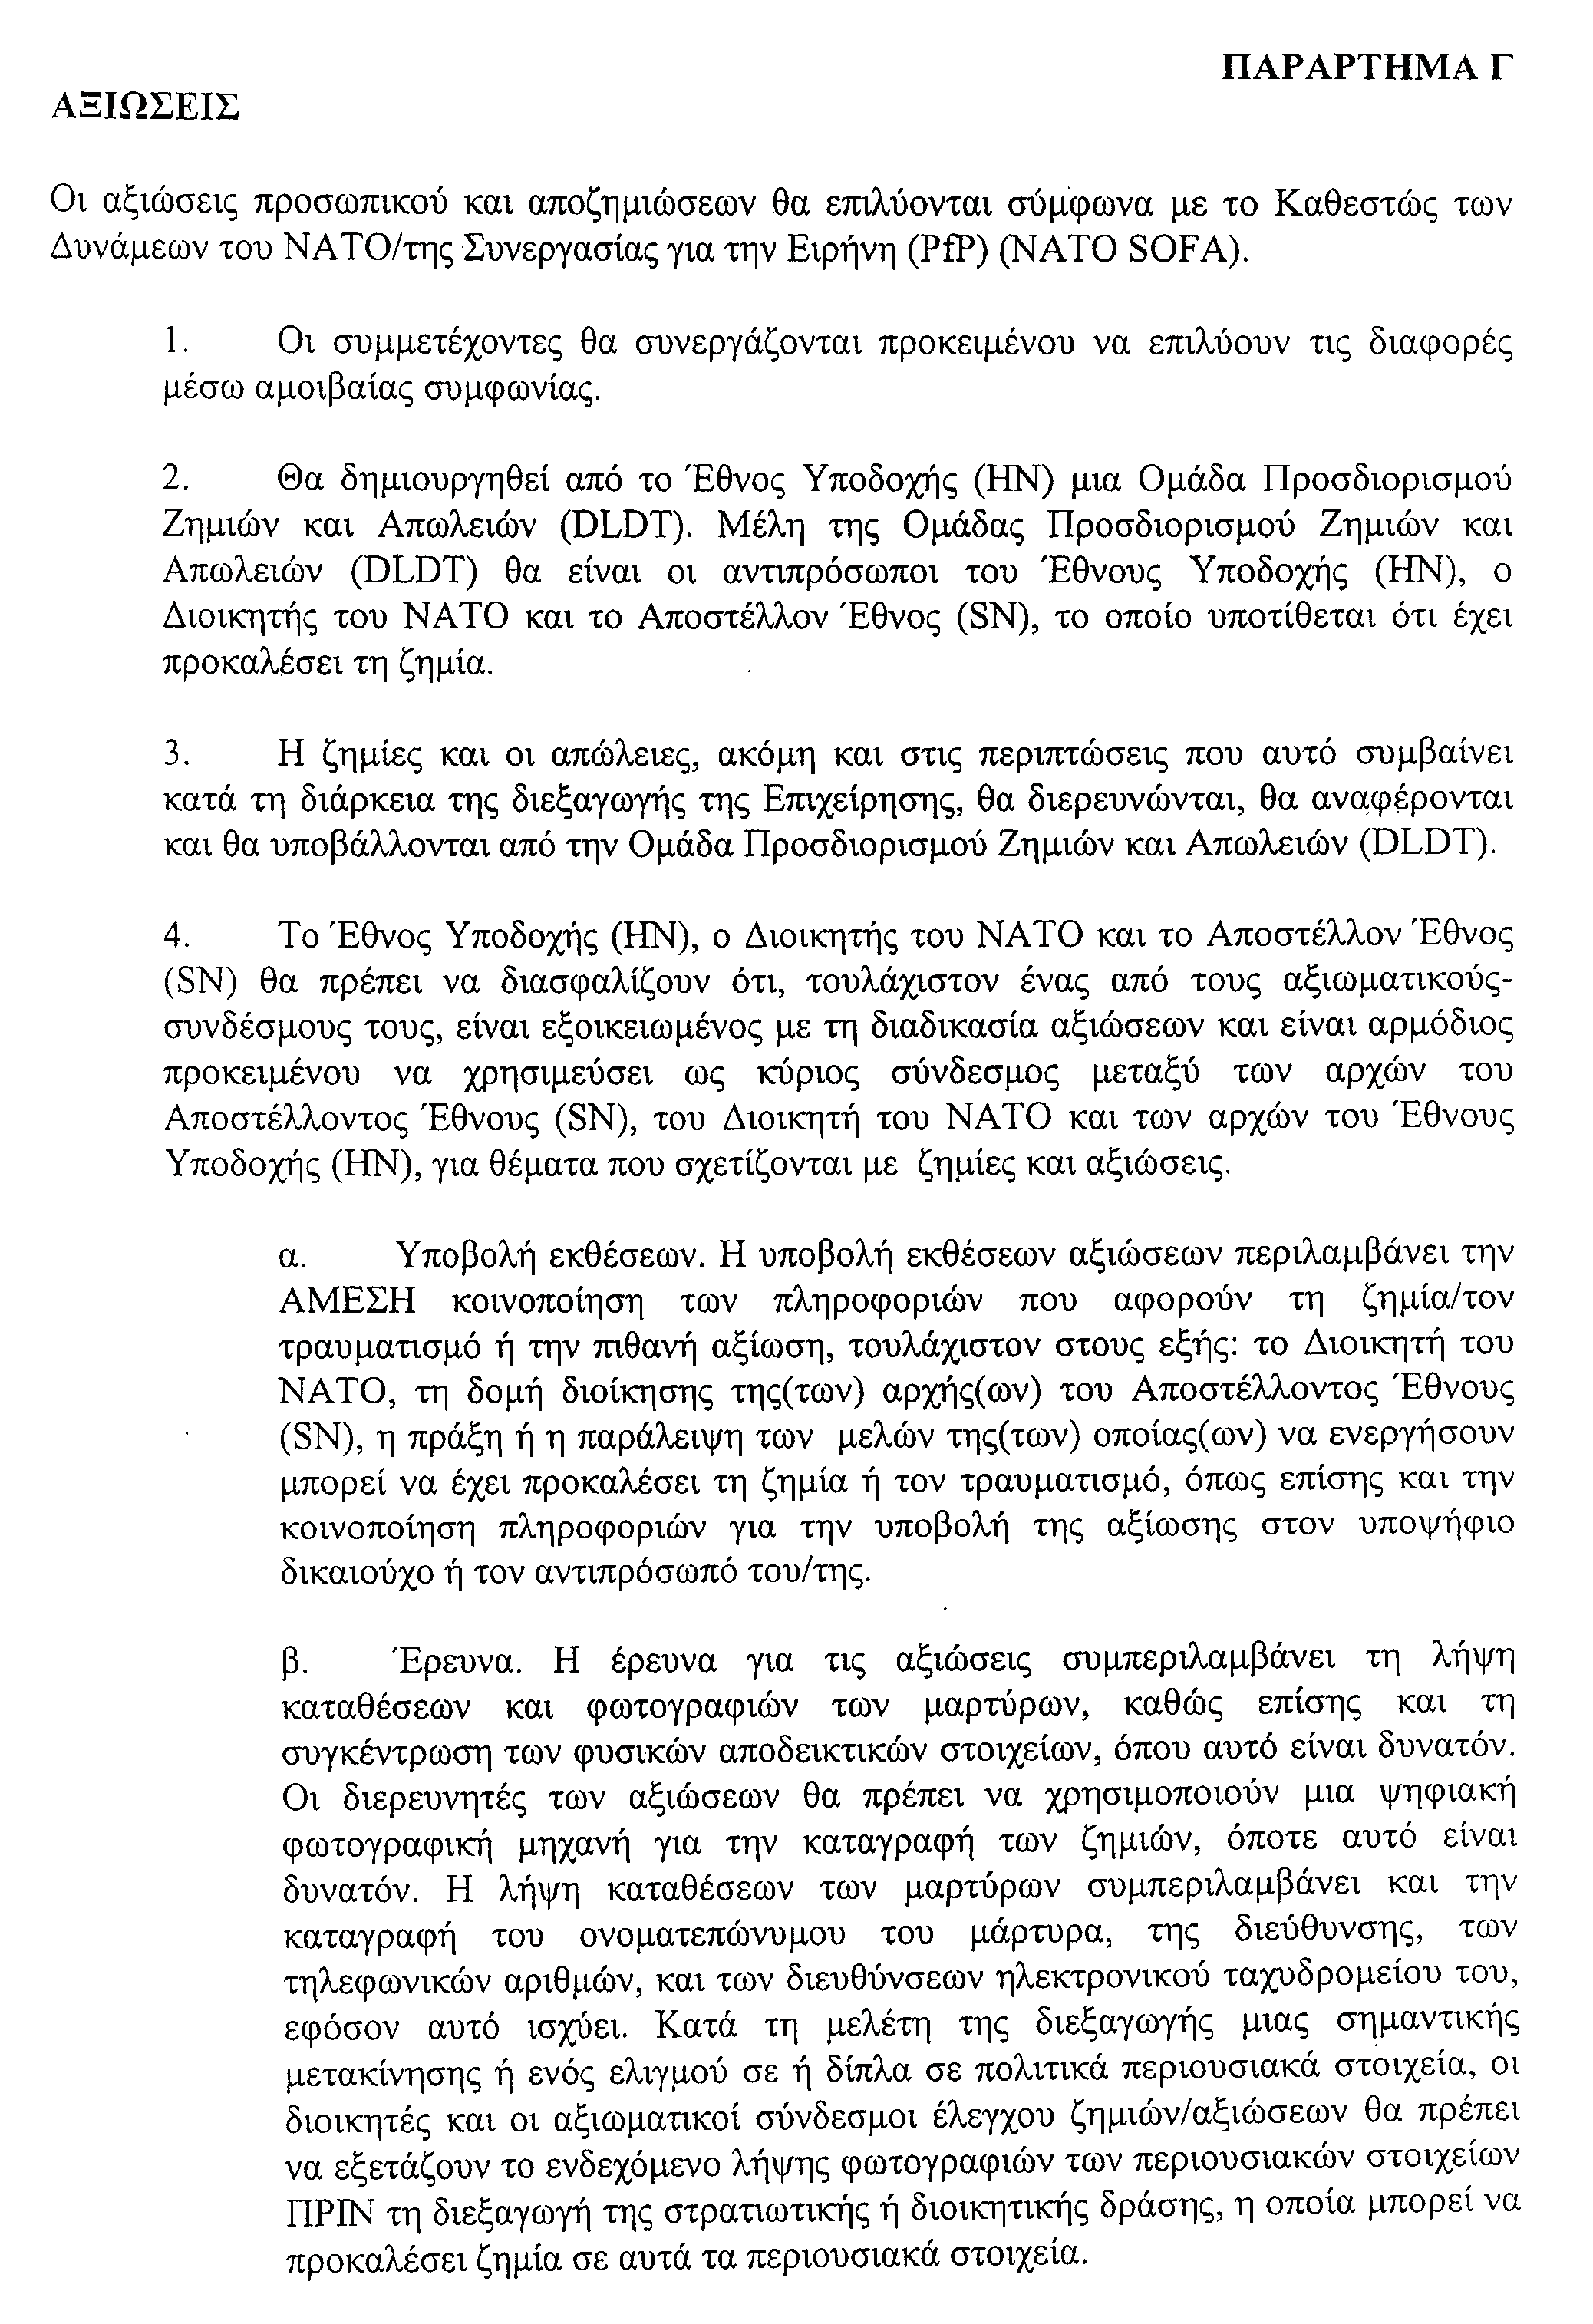 ΠΑΡΑΡΤΗΜΑ Γ
ΑΞΙΩΣΕΙΣ
Οι αξιώσεις προσωπικού και αποζημιώσεων θα επιλύονται σύμφωνα με το Καθεστώς των
Δυνάμεων του ΝΑΤΟ/της Συνεργασίας για την Ειρήνη (PfP) (NATO SOFA).
1. Οι συμμετέχοντες θα συνεργάζονται προκειμένου να επιλύουν τις διαφορές
μέσω αμοιβαίας συμφωνίας.
2. Θα δημιουργηθεί από το Έθνος Υποδοχής (HN) μια Ομάδα Προσδιορισμού
Ζημιών και Απωλειών (DLDT). Μέλη της Ομάδας Προσδιορισμού Ζημιών και
Απωλειών (DLDT) θα είναι οι αντιπρόσωποι του Έθνους Υποδοχής (HN), ο
Διοικητής του ΝΑΤΟ και το Αποστέλλον Έθνος (SN), το οποίο υποτίθεται ότι έχει
προκαλέσει τη ζημία.
3. Η ζημίες και οι απώλειες, ακόμη και στις περιπτώσεις που αυτό συμβαίνει
κατά τη διάρκεια της διεξαγωγής της Επιχείρησης, θα διερευνώνται, θα αναφέρονται
και θα υποβάλλονται από την Ομάδα Προσδιορισμού Ζημιών και Απωλειών (DLDT).
4. Το Έθνος Υποδοχής (HN), ο Διοικητής του ΝΑΤΟ και το Αποστέλλον Έθνος
(SN) θα πρέπει να διασφαλίζουν ότι, τουλάχιστον ένας από τους αξιωματικούς-
συνδέσμους τους, είναι εξοικειωμένος με τη διαδικασία αξιώσεων και είναι αρμόδιος
προκειμένου να χρησιμεύσει ως κύριος σύνδεσμος μεταξύ των αρχών του
Αποστέλλοντος Έθνους (SN), του Διοικητή του ΝΑΤΟ και των αρχών του Έθνους
Υποδοχής (HN), για θέματα που σχετίζονται με ζημίες και αξιώσεις.
α. Υποβολή εκθέσεων. Η υποβολή εκθέσεων αξιώσεων περιλαμβάνει την
ΑΜΕΣΗ κοινοποίηση των πληροφοριών που αφορούν τη ζημία/τον
τραυματισμό ή την πιθανή αξίωση, τουλάχιστον στους εξής: το Διοικητή του
ΝΑΤΟ, τη δομή διοίκησης της(των) αρχής(ων) του Αποστέλλοντος Έθνους
(SN), η πράξη ή η παράλειψη των μελών της(των) οποίας(ων) να ενεργήσουν
μπορεί να έχει προκαλέσει τη ζημία ή τον τραυματισμό, όπως επίσης και την
κοινοποίηση πληροφοριών για την υποβολή της αξίωσης στον υποψήφιο
δικαιούχο ή τον αντιπρόσωπό του/της.
β. Έρευνα. Η έρευνα για τις αξιώσεις συμπεριλαμβάνει τη λήψη
καταθέσεων και φωτογραφιών των μαρτύρων, καθώς επίσης και τη
συγκέντρωση των φυσικών αποδεικτικών στοιχείων, όπου αυτό είναι δυνατόν.
Οι διερευνητές των αξιώσεων θα πρέπει να χρησιμοποιούν μια ψηφιακή
φωτογραφική μηχανή για την καταγραφή των ζημιών, όποτε αυτό είναι
δυνατόν. Η λήψη καταθέσεων των μαρτύρων συμπεριλαμβάνει και την
καταγραφή του ονοματεπώνυμου του μάρτυρα, της διεύθυνσης, των
τηλεφωνικών αριθμών, και των διευθύνσεων ηλεκτρονικού ταχυδρομείου του,
εφόσον αυτό ισχύει. Κατά τη μελέτη της διεξαγωγής μιας σημαντικής
μετακίνησης ή ενός ελιγμού σε ή δίπλα σε πολιτικά περιουσιακά στοιχεία, οι
διοικητές και οι αξιωματικοί σύνδεσμοι έλεγχου ζημιών/αξιώσεων θα πρέπει
να εξετάζουν το ενδεχόμενο λήψης φωτογραφιών των περιουσιακών στοιχείων
ΠΡΙΝ τη διεξαγωγή της στρατιωτικής ή διοικητικής δράσης, η οποία μπορεί να
προκαλέσει ζημία σε αυτά τα περιουσιακά στοιχεία.